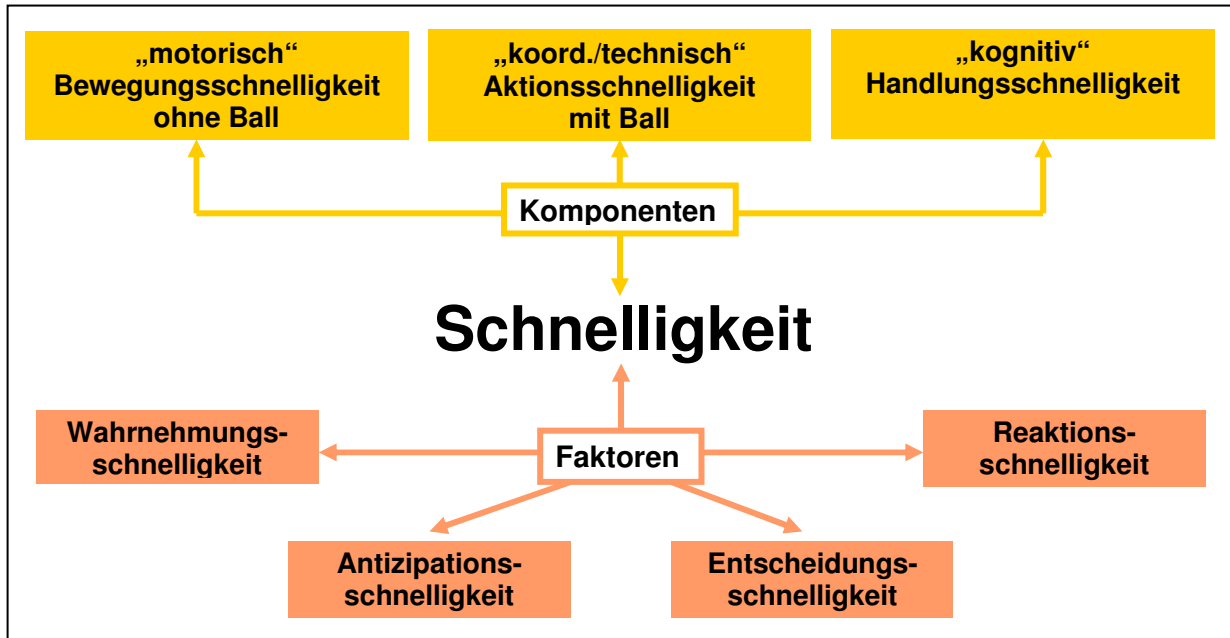 „motorisch“
Bewegungsschnelligkeit
ohne Ball
„koord./technisch“
Aktionsschnelligkeit
mit Ball
„kognitiv“
Handlungsschnelligkeit
Komponenten
Schnelligkeit
Wahrnehmungs-
schnelligkeit
Faktoren
Reaktions-
schnelligkeit
Antizipations-
schnelligkeit
Entscheidungs-
schnelligkeit